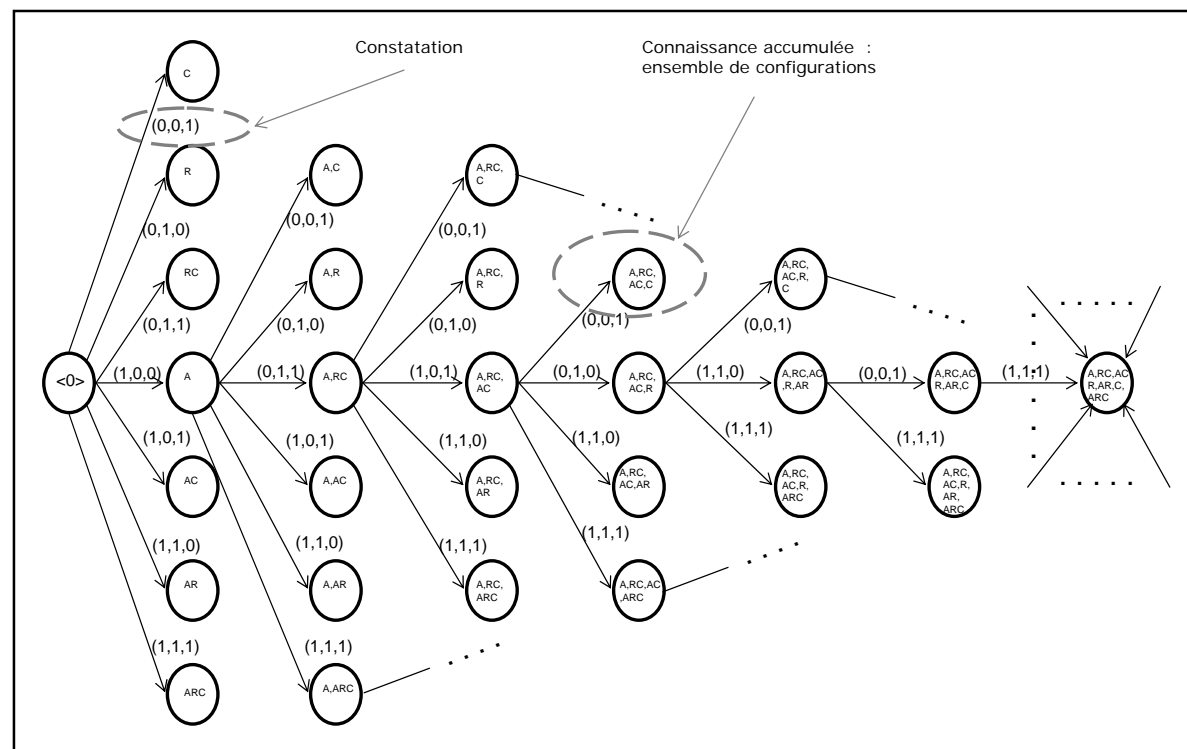 Constatation
Connaissance accumulée :
ensemble de configurations
C
(0,0,1)
R
A,C
A,RC,
C
(0,1,0)
(0,0,1)
(0,0,1)
RC
A,R
A,RC,
R
A,RC,
AC,C
A,RC,
AC,R,
C
(0,1,1)
(0,1,0)
(0,1,0)
(0,0,1)
(0,0,1)
<0>
(1,0,0)
A
(0,1,1)
A,RC
(1,0,1)
A,RC,
AC
(0,1,0)
A,RC,
AC,R
(1,1,0)
A,RC,AC
,R,AR
(0,0,1)
A,RC,AC
R,AR,C
(1,1,1)
A,RC,AC
R,AR,C,
ARC
(1,0,1)
(1,0,1)
(1,1,0)
(1,1,0)
(1,1,1)
(1,1,1)
AC
A,AC
A,RC,
AR
A,RC,
AC,AR
A,RC,
AC,R,
ARC
A,RC,
AC,R,
AR,
ARC
(1,1,0)
(1,1,0)
(1,1,1)
(1,1,1)
AR
A,AR
A,RC,
ARC
A,RC,AC
,ARC
(1,1,1)
(1,1,1)
ARC
A,ARC